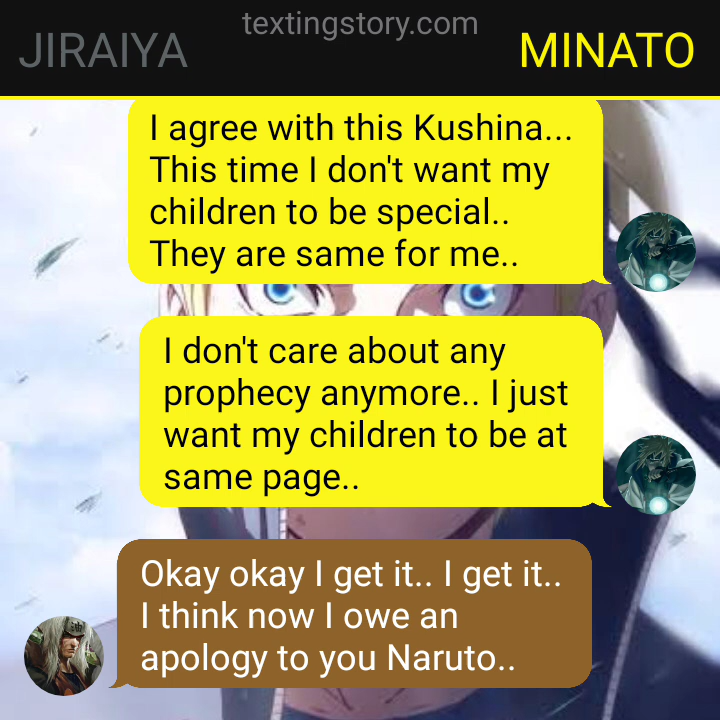 textingstory.com
JIRAIYA
MINATO
I agree with this Kushina...
This time I don't want my
children to be special..
They are same for me..
I don't care about any
prophecy anymore.. I just
want my children to be at
same page..
Okay okay I get it.. I get it..
I think now I owe an
apology to you Naruto..